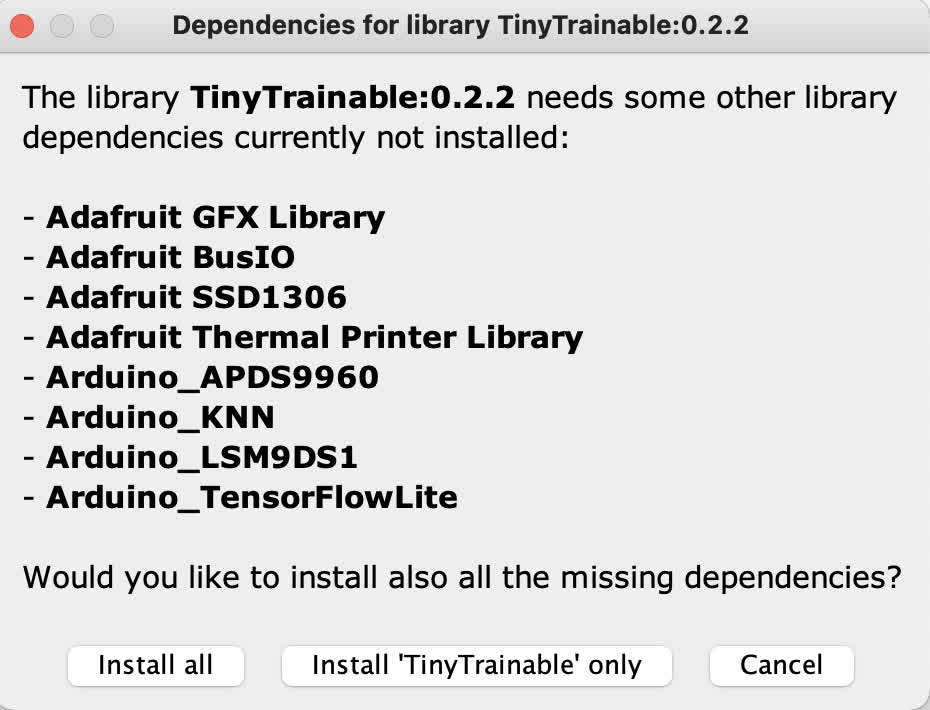 Dependencies for library TinyTrainable:0.2.2
The library TinyTrainable:0.2.2 needs some other library
dependencies currently not installed:
- Adafruit GFX Library
- Adafruit BusIO
- Adafruit SSD1306
- Adafruit Thermal Printer Library
- Arduino_APDS9960
- Arduino_KNN
- Arduino_LSM9DS1
- Arduino_TensorFlowLite
Would you like to install also all the missing dependencies?
Install all Install 'TinyTrainable' only Cancel